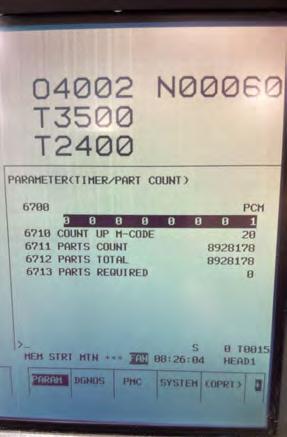 O4002 N00060
T3500
T2400
PARAMETER(TIMER/PART COUNT)
6700 PCM
0 0 0 0 0 0 0 1
6710 COUNT UP M-CODE 20
6711 PARTS COUNT 8928178
6712 PARTS TOTAL 8928178
6713 PARTS REQUIRED 0
>_
S 0 T0015
MEM STRT MTN *** FAN 08:26:04 HEAD1
PARAM DGNOS PMC SYSTEM (OPRT)